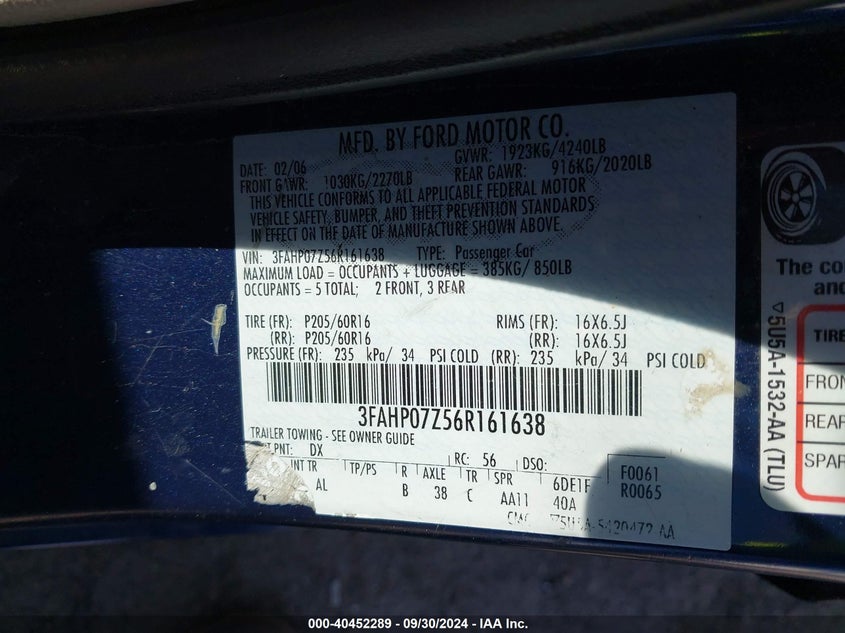 MFD. BY FORD MOTOR CO.
DATE: 02/06 GVWR: 1923KG/4240LB
FRONT GAWR: 1030KG/2270LB REAR GAWR: 916KG/2020LB
THIS VEHICLE CONFORMS TO ALL APPLICABLE FEDERAL MOTOR
VEHICLE SAFETY, BUMPER, AND THEFT PREVENTION STANDARDS
IN EFFECT ON THE DATE OF MANUFACTURE SHOWN ABOVE.
VIN: 3FAHP07Z56R161638 TYPE: Passenger Car
MAXIMUM LOAD = OCCUPANTS + LUGGAGE = 385KG/ 850LB
OCCUPANTS = 5 TOTAL; 2 FRONT, 3 REAR
TIRE (FR): P205/60R16 RIMS (FR): 16X6.5J
(RR): P205/60R16 (RR): 16X6.5J
PRESSURE (FR): 235 kPa/ 34 PSI COLD (RR): 235 kPa/ 34 PSI COLD
3FAHP07Z56R161638
TRAILER TOWING - SEE OWNER GUIDE
PNT: DX RC: 56 DSO: F0061
INT TR TP/PS R AXLE TR SPR 6DE1F R0065
AL B 38 C AA11 40A
The co
and
TIRE
FRON
REAR
SPAR
5U5A-1532-AA (TLU)
000-40452289 - 09/30/2024 - IAA Inc.